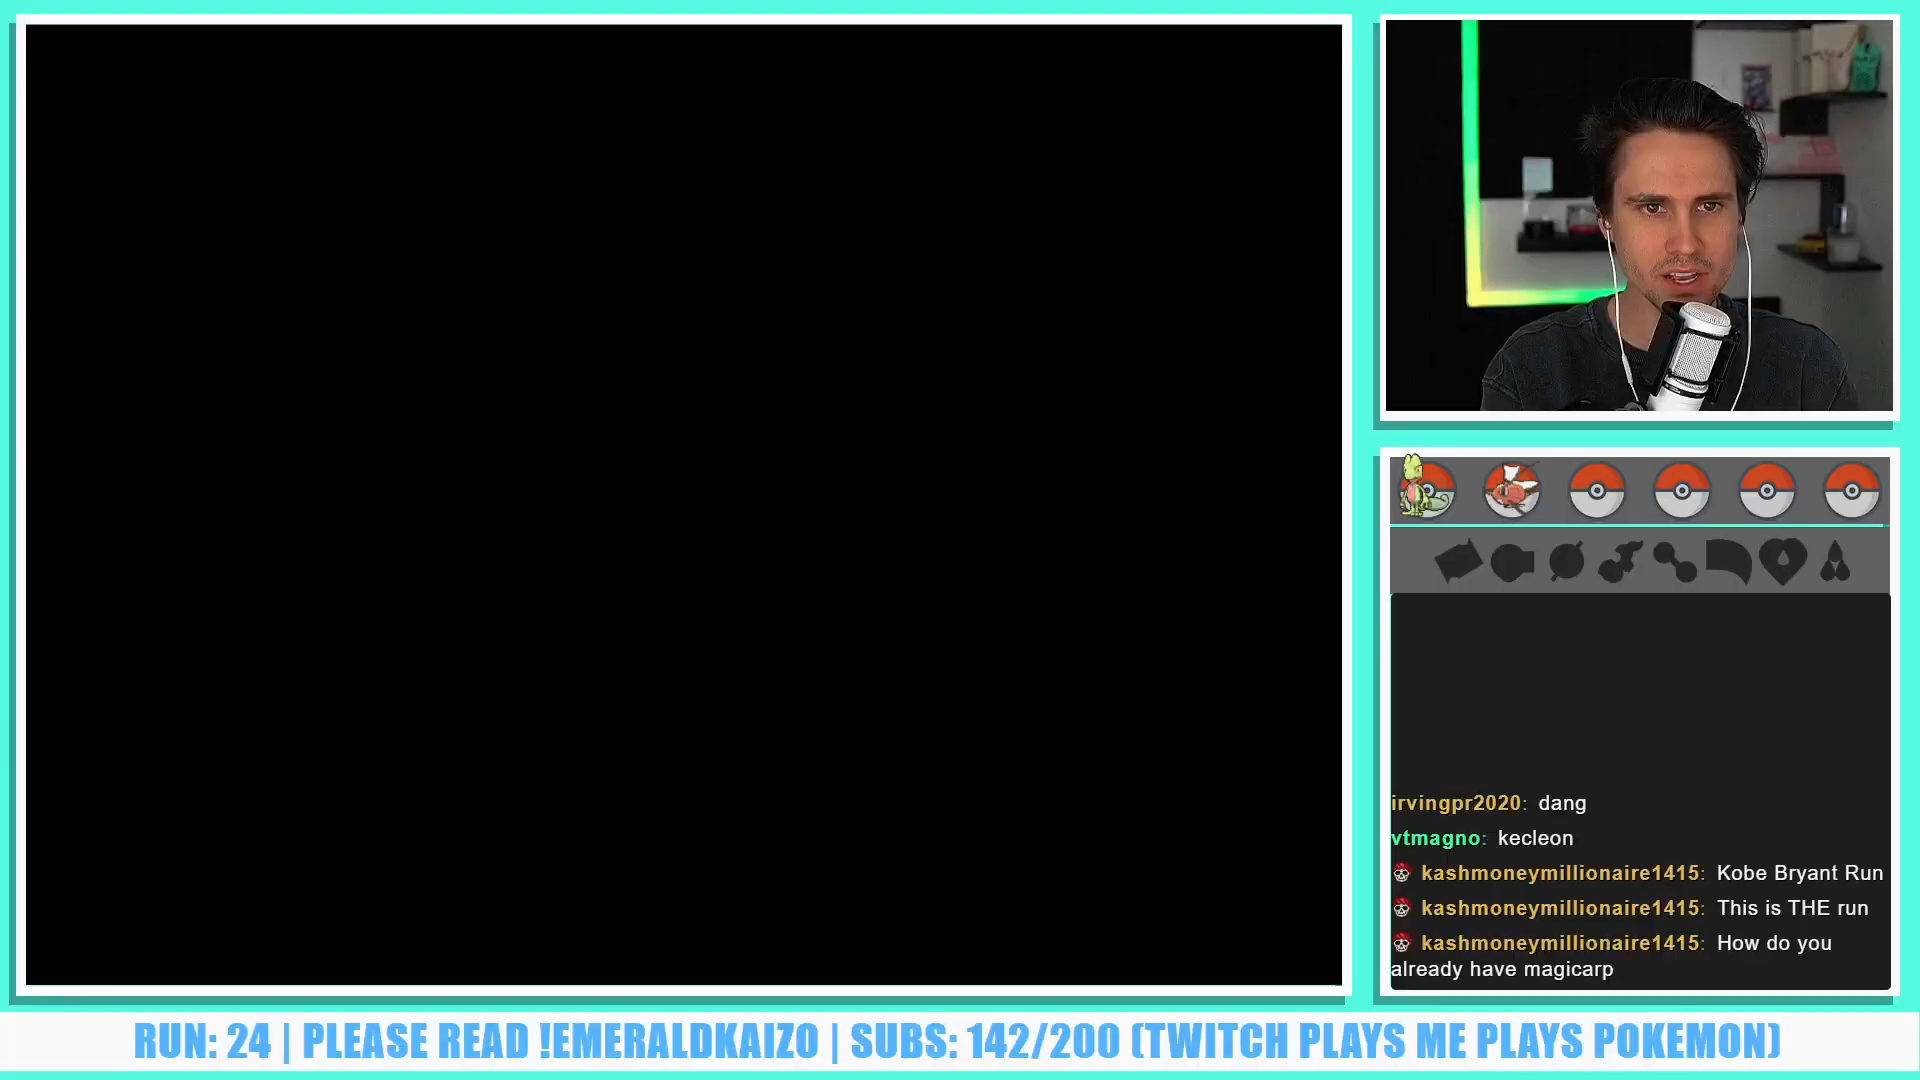 irvingpr2020: dang
vtmagno: kecleon
kashmoneymillionaire1415: Kobe Bryant Run
kashmoneymillionaire1415: This is THE run
kashmoneymillionaire1415: How do you
already have magicarp
RUN: 24 | PLEASE READ !EMERALDKAIZO | SUBS: 142/200 (TWITCH PLAYS ME PLAYS POKEMON)